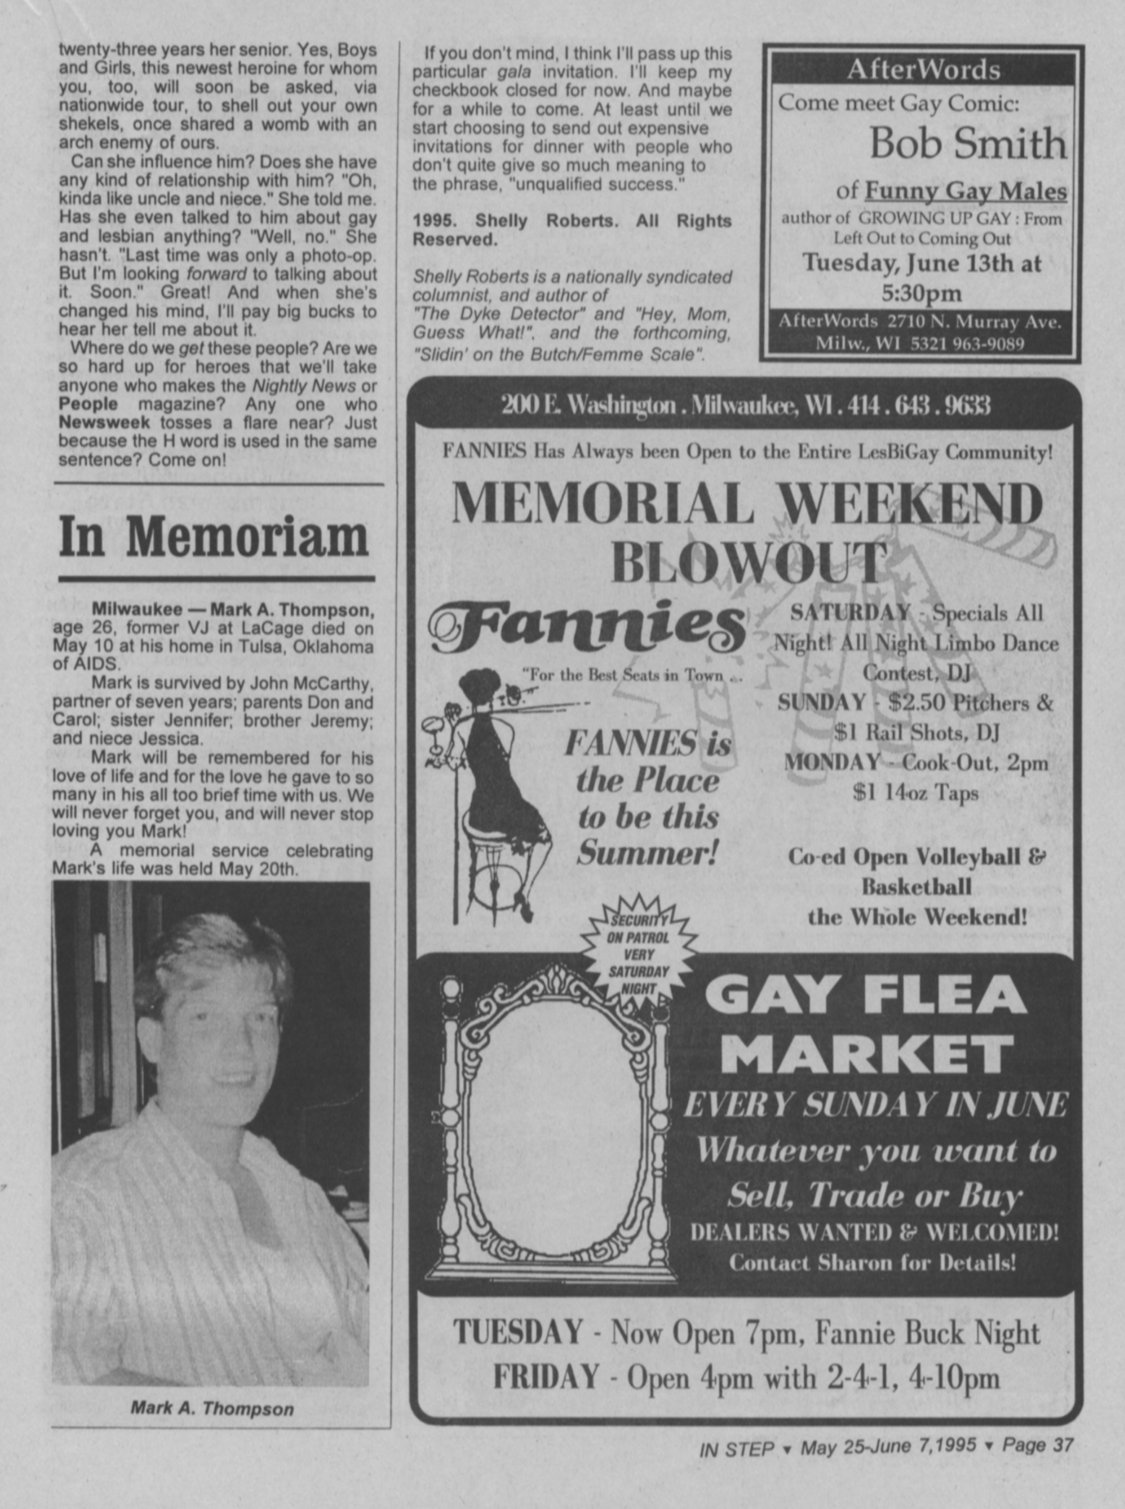 twenty-three years her senior. Yes, Boys
and Girls, this newest heroine for whom
you, too, will soon be asked, via
nationwide tour, to shell out your own
shekels, once shared a womb with an
arch enemy of ours.
Can she influence him? Does she have
any kind of relationship with him? "Oh,
kinda like uncle and niece." She told me.
Has she even talked to him about gay
and lesbian anything? "Well, no." She
hasn't. "Last time was only a photo-op.
But I'm looking forward to talking about
it. Soon." Great! And when she's
changed his mind, I'll pay big bucks to
hear her tell me about it.
Where do we get these people? Are we
so hard up for heroes that we'll take
anyone who makes the Nightly News or
People magazine? Any one who
Newsweek tosses a flare near? Just
because the H word is used in the same
sentence? Come on!
In Memoriam
Milwaukee — Mark A. Thompson,
age 26, former VJ at LaCage died on
May 10 at his home in Tulsa, Oklahoma
of AIDS.
Mark is survived by John McCarthy,
partner of seven years; parents Don and
Carol; sister Jennifer; brother Jeremy;
and niece Jessica.
Mark will be remembered for his
love of life and for the love he gave to so
many in his all too brief time with us. We
will never forget you, and will never stop
loving you Mark!
A memorial service celebrating
Mark's life was held May 20th.
Mark A. Thompson
If you don't mind, I think I'll pass up this
particular gala invitation. I'll keep my
checkbook closed for now. And maybe
for a while to come. At least until we
start choosing to send out expensive
invitations for dinner with people who
don't quite give so much meaning to
the phrase, "unqualified success."
1995. Shelly Roberts. All Rights
Reserved.
Shelly Roberts is a nationally syndicated
columnist, and author of
"The Dyke Detector" and "Hey, Mom,
Guess What!", and the forthcoming,
"Slidin' on the Butch/Femme Scale".
AfterWords
Come meet Gay Comic:
Bob Smith
of Funny Gay Males
author of GROWING UP GAY : From
Left Out to Coming Out
Tuesday, June 13th at
5:30pm
AfterWords 2710 N. Murray Ave.
Milw., WI 5321 963-9089
200 E. Washington . Milwaukee, WI . 414 . 643 . 9633
FANNIES Has Always been Open to the Entire LesBiGay Community!
MEMORIAL WEEKEND
BLOWOUT
Fannies
"For the Best Seats in Town ...
FANNIES is
the Place
to be this
Summer!
SATURDAY - Specials All
Night! All Night Limbo Dance
Contest, DJ
SUNDAY - $2.50 Pitchers &
$1 Rail Shots, DJ
MONDAY - Cook-Out, 2pm
$1 14oz Taps
Co-ed Open Volleyball &
Basketball
the Whole Weekend!
SECURITY
ON PATROL
VERY
SATURDAY
NIGHT
GAY FLEA
MARKET
EVERY SUNDAY IN JUNE
Whatever you want to
Sell, Trade or Buy
DEALERS WANTED & WELCOMED!
Contact Sharon for Details!
TUESDAY - Now Open 7pm, Fannie Buck Night
FRIDAY - Open 4pm with 2-4-1, 4-10pm
IN STEP ▼ May 25-June 7,1995 ▼ Page 37